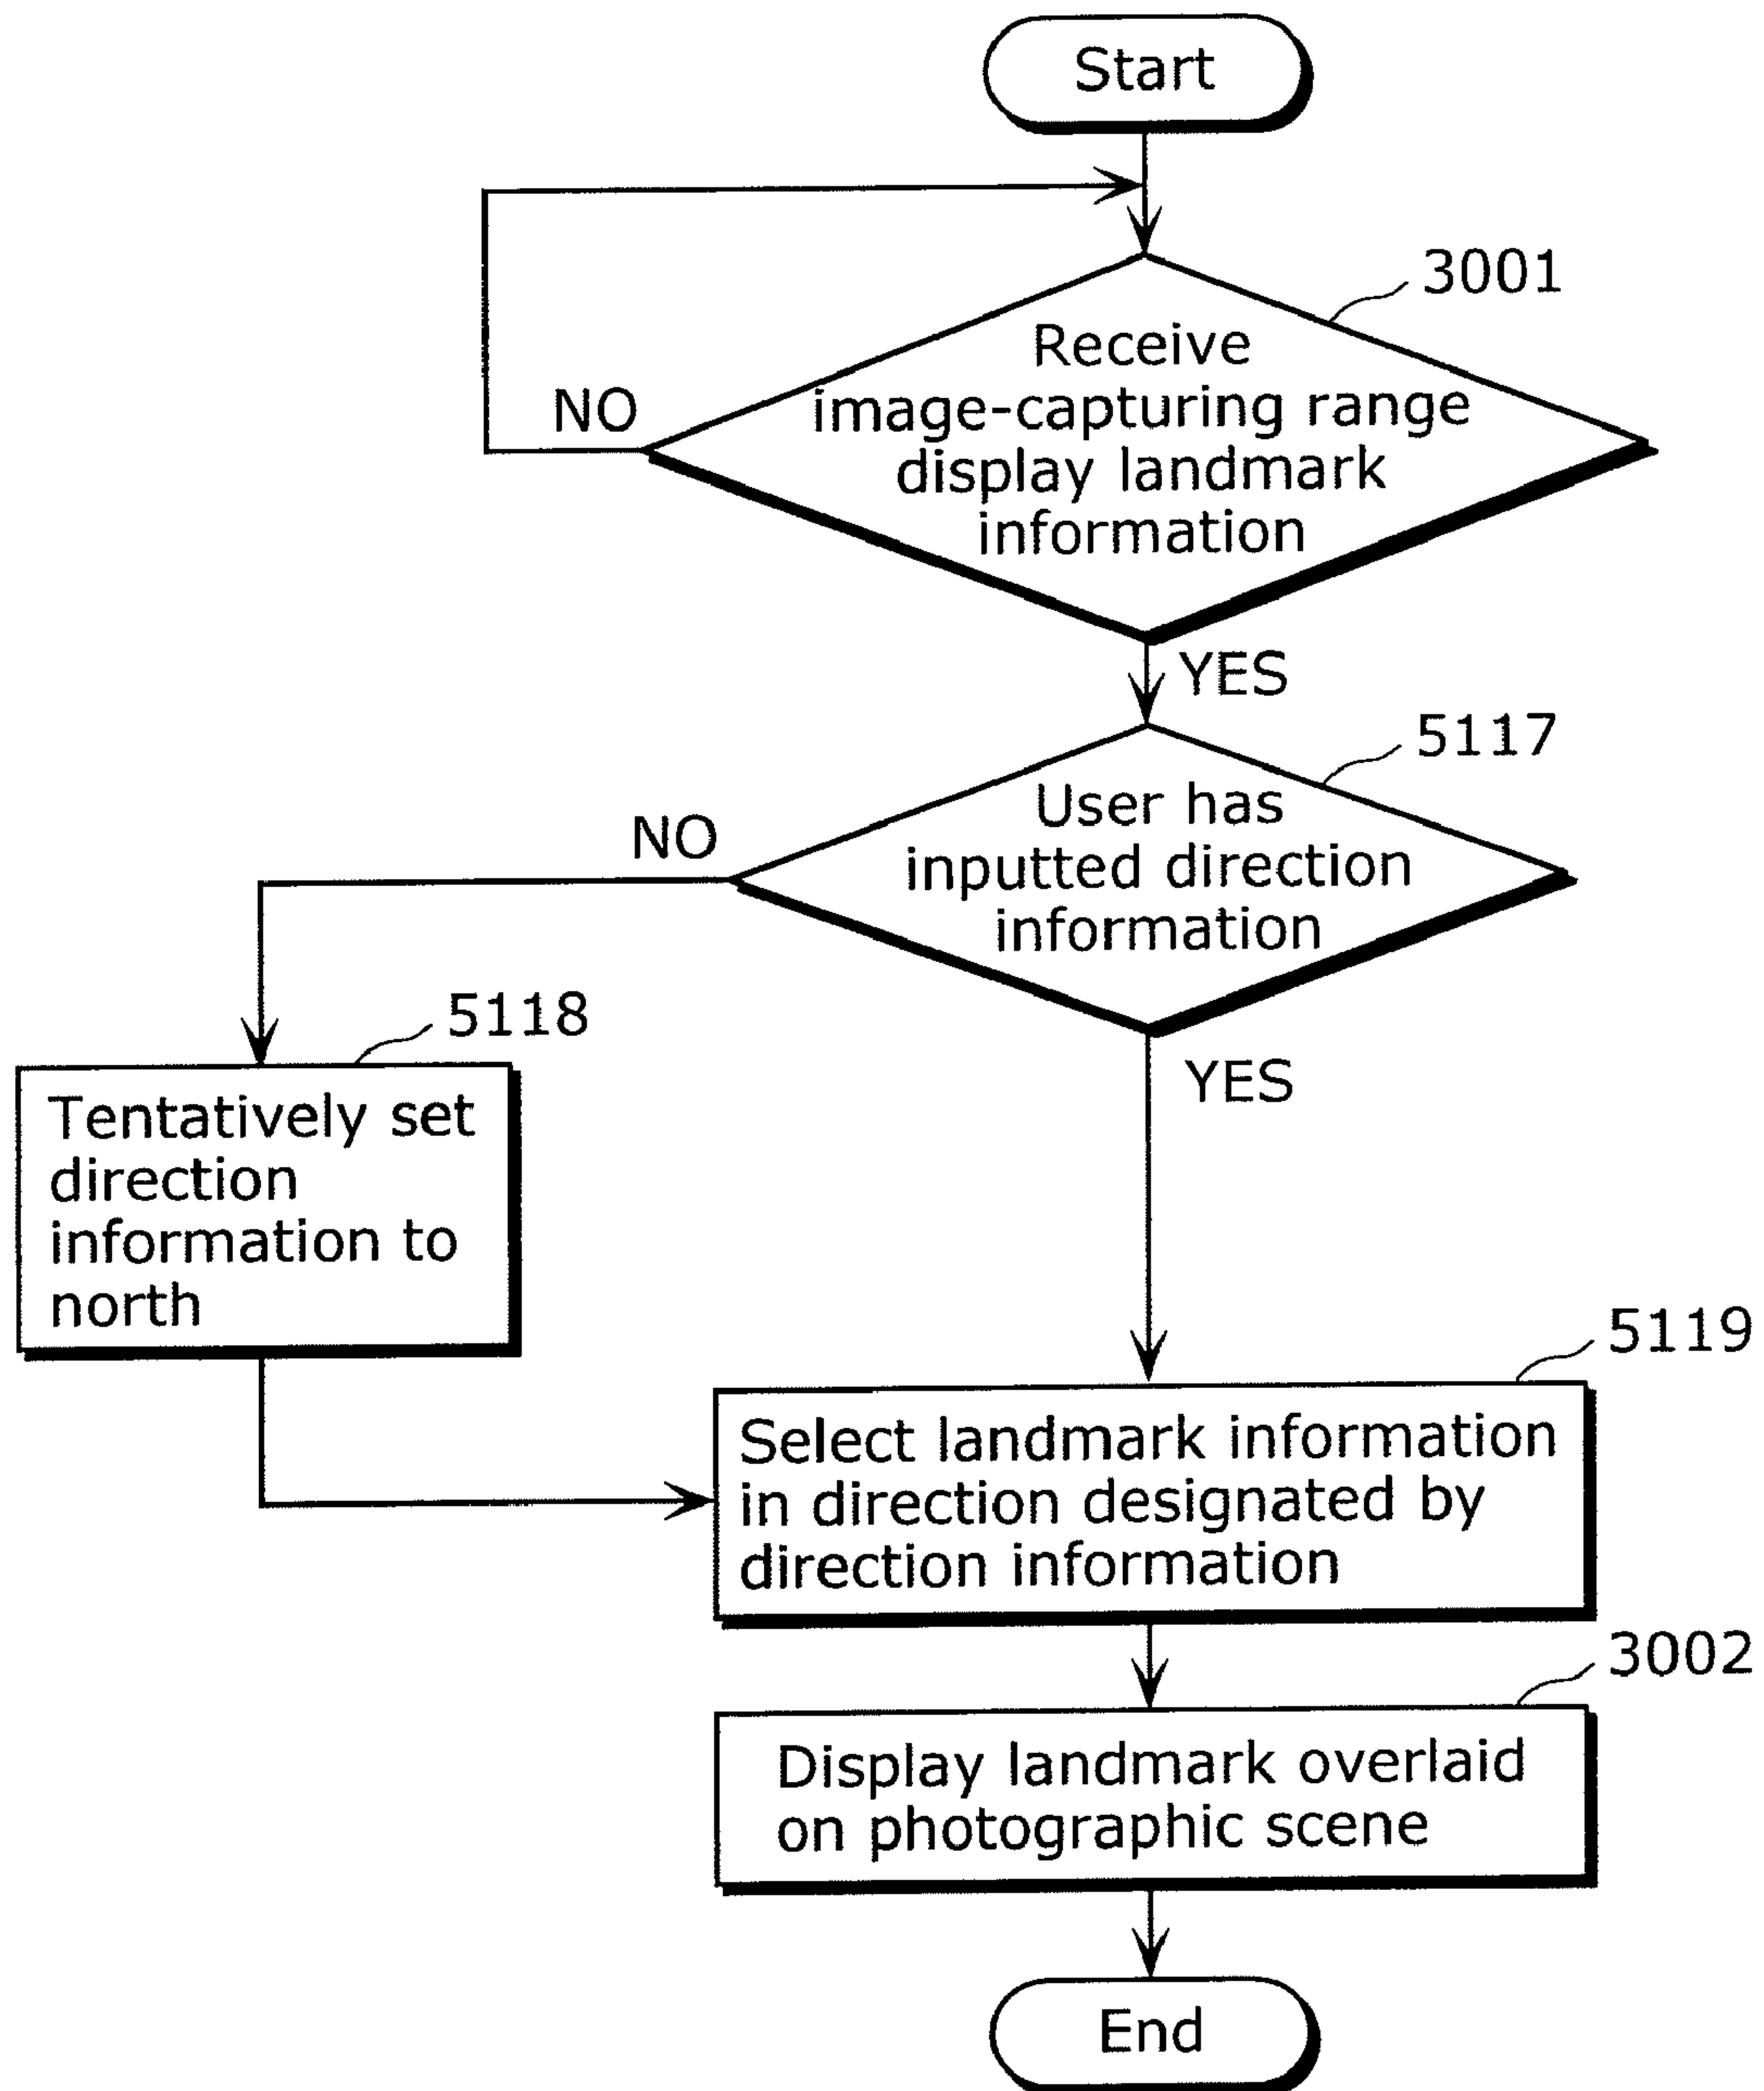 Start
3001
Receive
image-capturing range
display landmark
information
NO
YES
5117
User has
inputted direction
information
NO
YES
5118
Tentatively set
direction
information to
north
5119
Select landmark information
in direction designated by
direction information
3002
Display landmark overlaid
on photographic scene
End